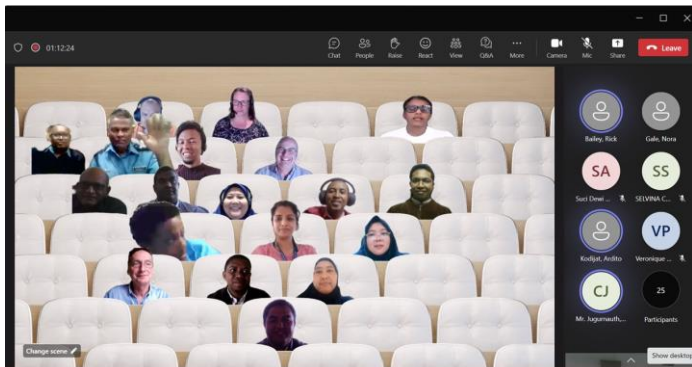 01:12:24
Chat People Raise React View Q&A More Camera Mic Share Leave
Bailey, Rick Gale, Nora
SA SS
Suci Dewi ... SELVINA C...
VP
Kodijat, Ardito Veronique ...
CJ 25
Mr. Jugurnauth,... Participants
Change scene
Show desktop